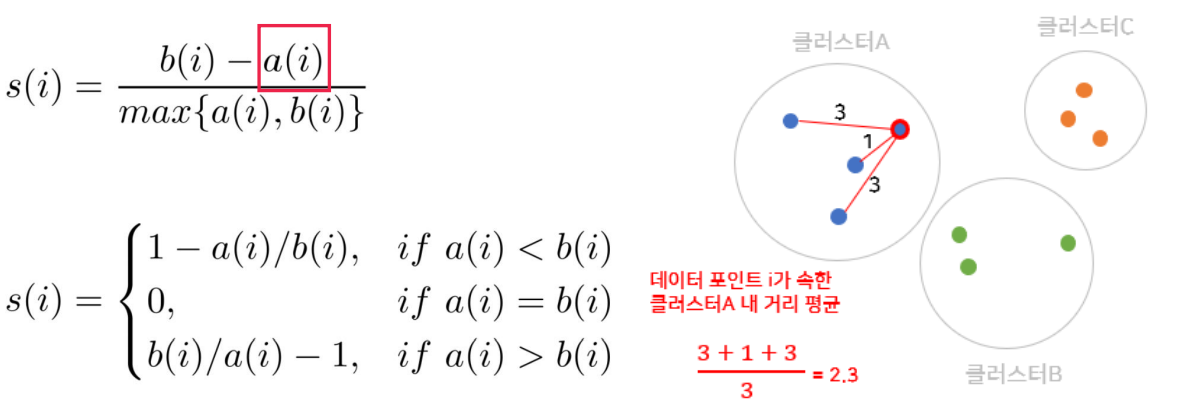 s(i) = \frac{b(i) - a(i)}{max\{a(i), b(i)\}}
s(i) = \begin{cases} 1 - a(i)/b(i), & if\ a(i) < b(i) \\ 0, & if\ a(i) = b(i) \\ b(i)/a(i) - 1, & if\ a(i) > b(i) \end{cases}
클러스터A
클러스터C
3
1
3
데이터 포인트 i가 속한
클러스터A 내 거리 평균
\frac{3 + 1 + 3}{3} = 2.3
클러스터B